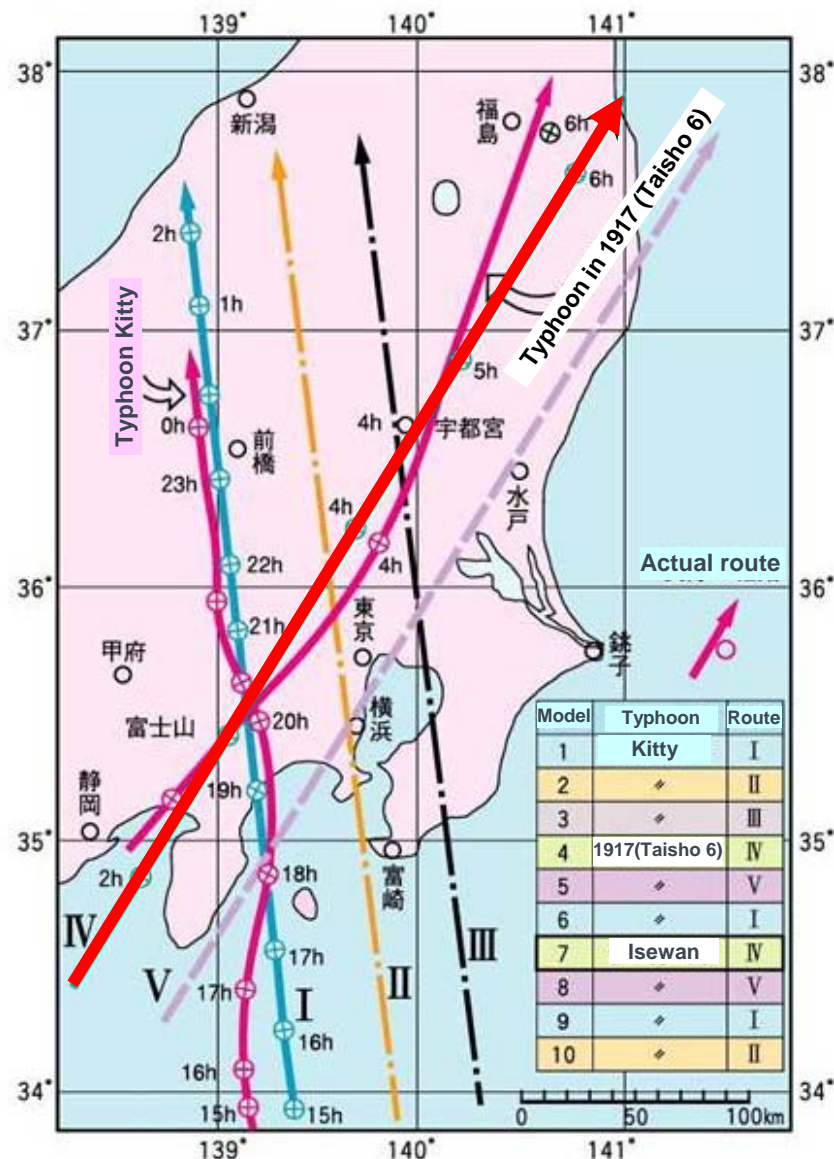 139°
140°
141°
38°
38°
新潟
福島
6h
6h
Typhoon in 1917 (Taisho 6)
2h
1h
37°
37°
Typhoon Kitty
5h
0h
前橋
4h
宇都宮
23h
水戸
4h
4h
22h
Actual route
36°
36°
21h
東京
銚子
甲府
富士山
20h
横浜
静岡
19h
35°
35°
2h
18h
富崎
Ⅳ
Ⅴ
Ⅰ
Ⅱ
Ⅲ
17h
17h
16h
16h
15h
15h
34°
34°
Model Typhoon Route
1 Kitty Ⅰ
2 〃 Ⅱ
3 〃 Ⅲ
4 1917(Taisho 6) Ⅳ
5 〃 Ⅴ
6 〃 Ⅰ
7 Isewan Ⅳ
8 〃 Ⅴ
9 〃 Ⅰ
10 〃 Ⅱ
0 50 100km
139°
140°
141°